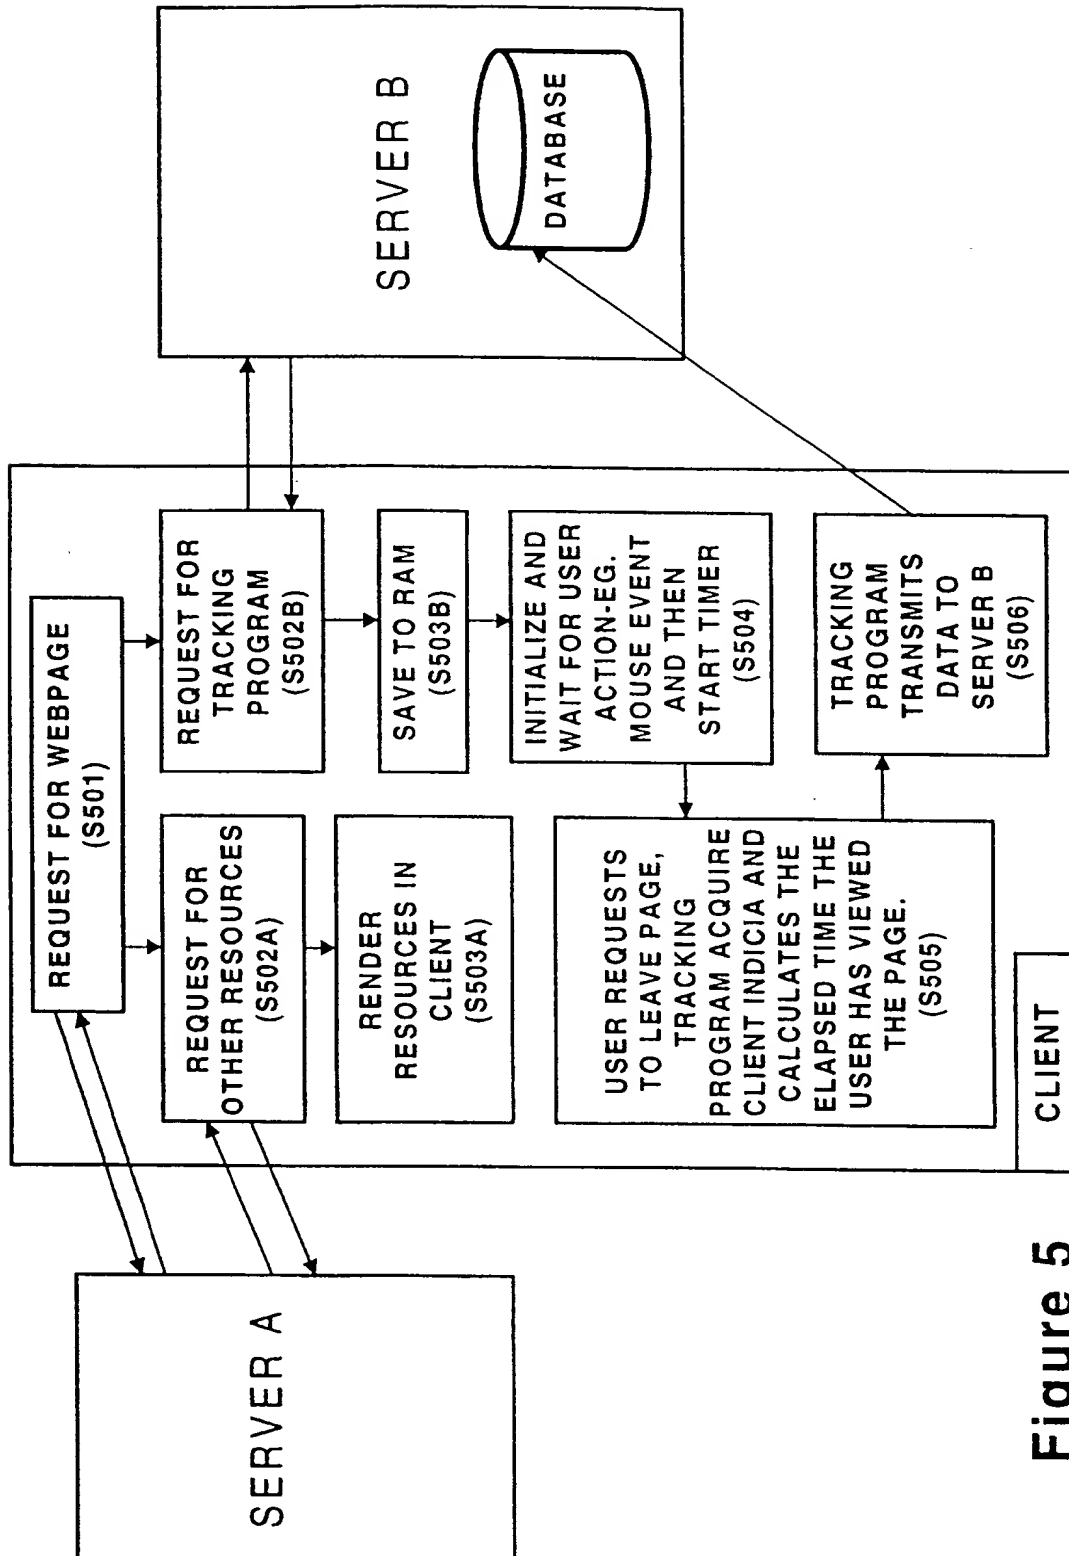 SERVER A
REQUEST FOR WEBPAGE
(S501)
REQUEST FOR
OTHER RESOURCES
(S502A)
RENDER
RESOURCES IN
CLIENT
(S503A)
REQUEST FOR
TRACKING
PROGRAM
(S502B)
SAVE TO RAM
(S503B)
INITIALIZE AND
WAIT FOR USER
ACTION-EG.
MOUSE EVENT
AND THEN
START TIMER
(S504)
USER REQUESTS
TO LEAVE PAGE,
TRACKING
PROGRAM ACQUIRE
CLIENT INDICIA AND
CALCULATES THE
ELAPSED TIME THE
USER HAS VIEWED
THE PAGE.
(S505)
TRACKING
PROGRAM
TRANSMITS
DATA TO
SERVER B
(S506)
CLIENT
SERVER B
DATABASE
Figure 5